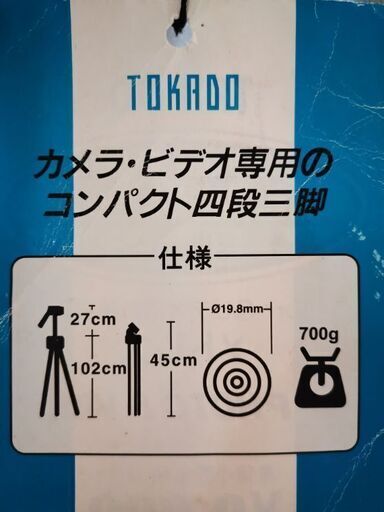 TOKADO
カメラ・ビデオ専用の
コンパクト四段三脚
仕様
27cm
102cm
45cm
Ø19.8mm
700g